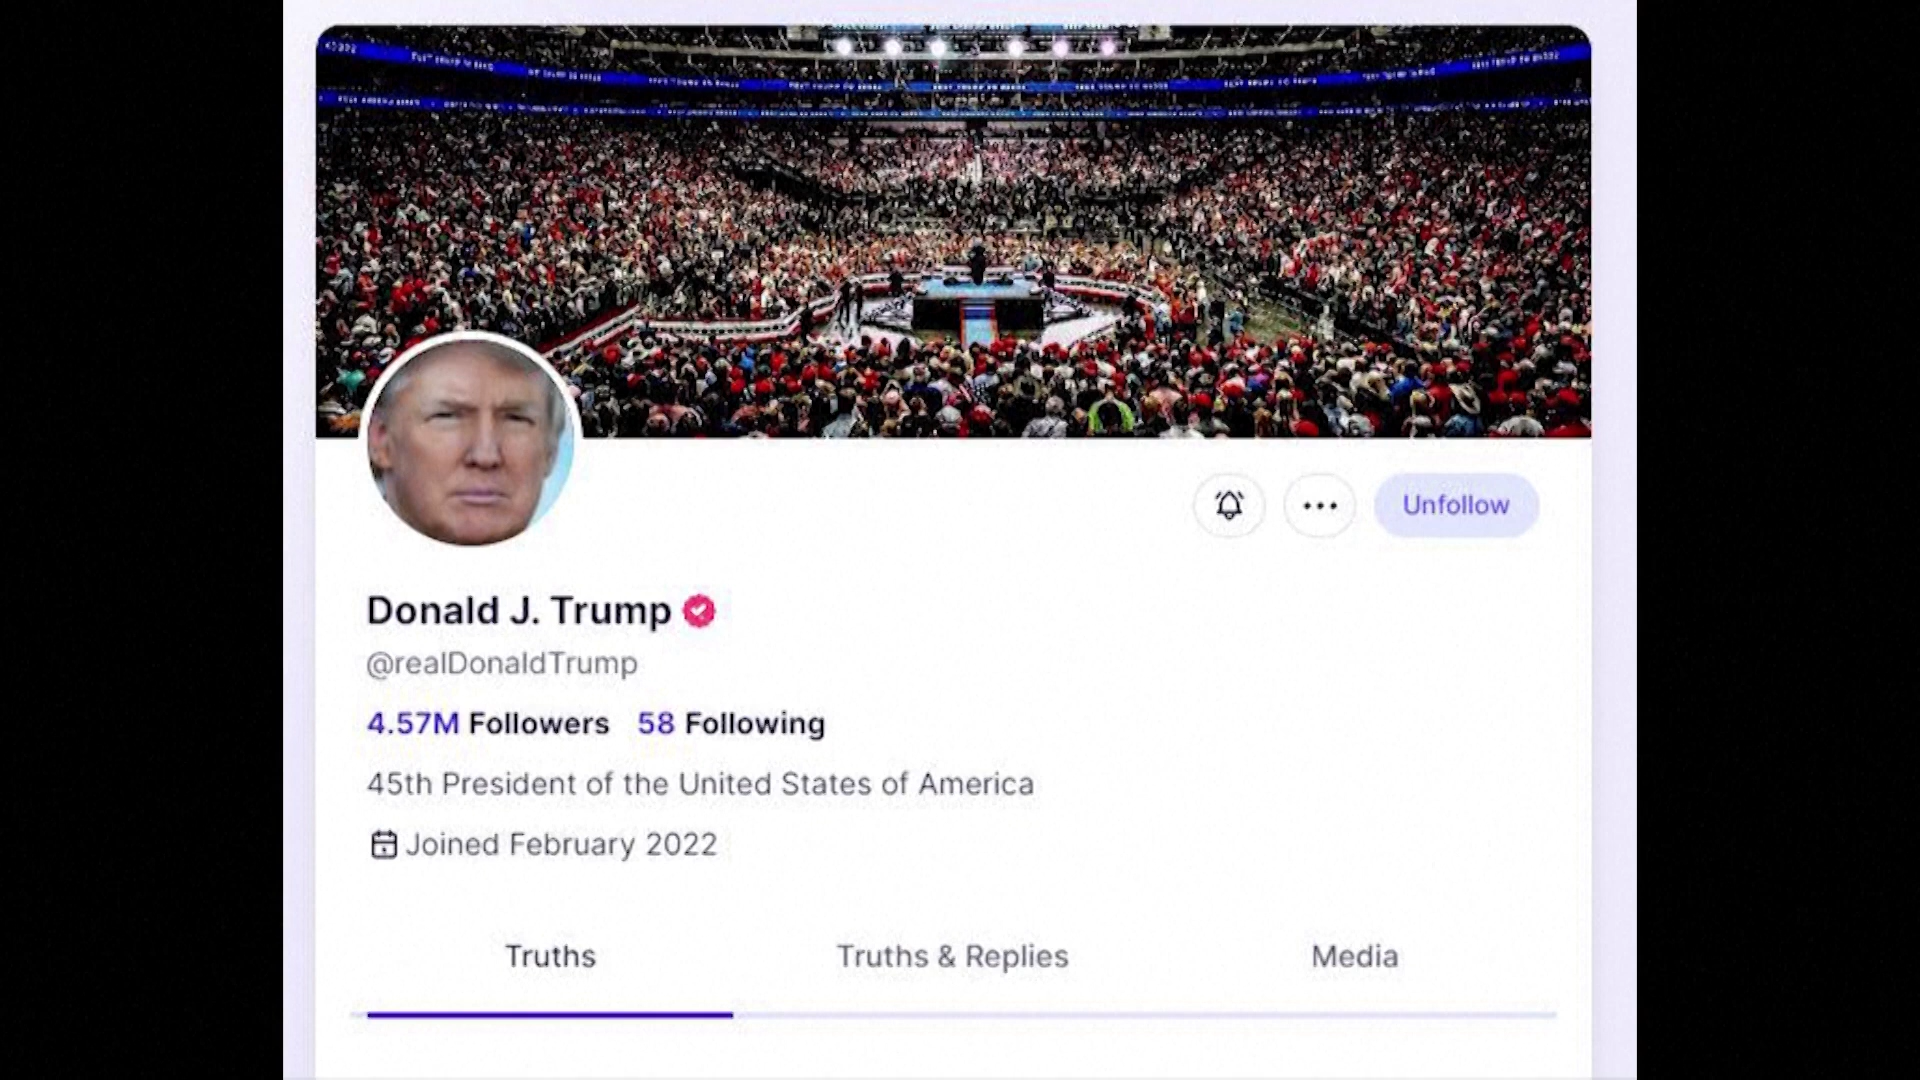 Unfollow
Donald J. Trump
@realDonaldTrump
4.57M Followers 58 Following
45th President of the United States of America
Joined February 2022
Truths Truths & Replies Media